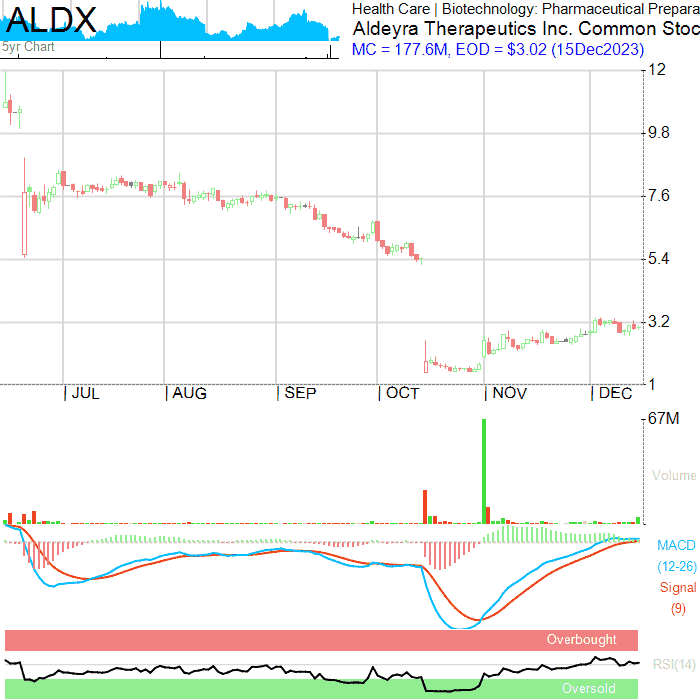 ALDX
5yr Chart
Health Care | Biotechnology: Pharmaceutical Prepara
Aldeyra Therapeutics Inc. Common Stoc
MC = 177.6M, EOD = $3.02 (15Dec2023)
12
9.8
7.6
5.4
3.2
1
JUL
AUG
SEP
OCT
NOV
DEC
67M
Volume
MACD
(12-26)
Signal
(9)
Overbought
RSI(14)
Oversold